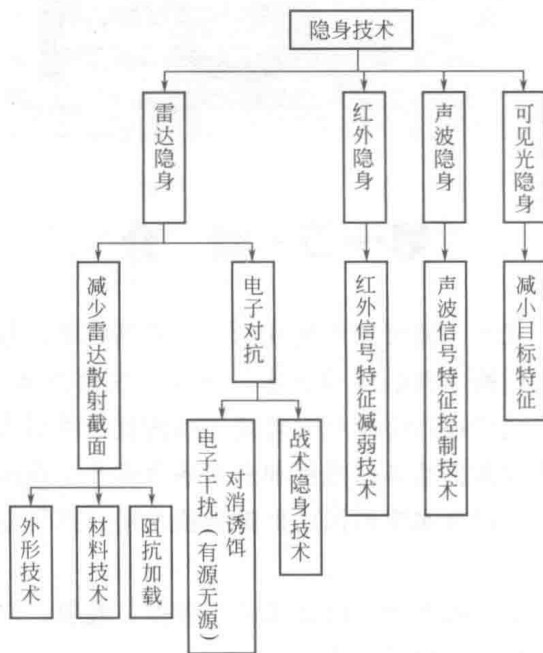 隐身技术
雷达隐身
红外隐身
声波隐身
可见光隐身
减少雷达散射截面
电子对抗
红外信号特征减弱技术
声波信号特征控制技术
减小目标特征
外形技术
材料技术
阻抗加载
对消诱饵
电子干扰（有源无源）
战术隐身技术